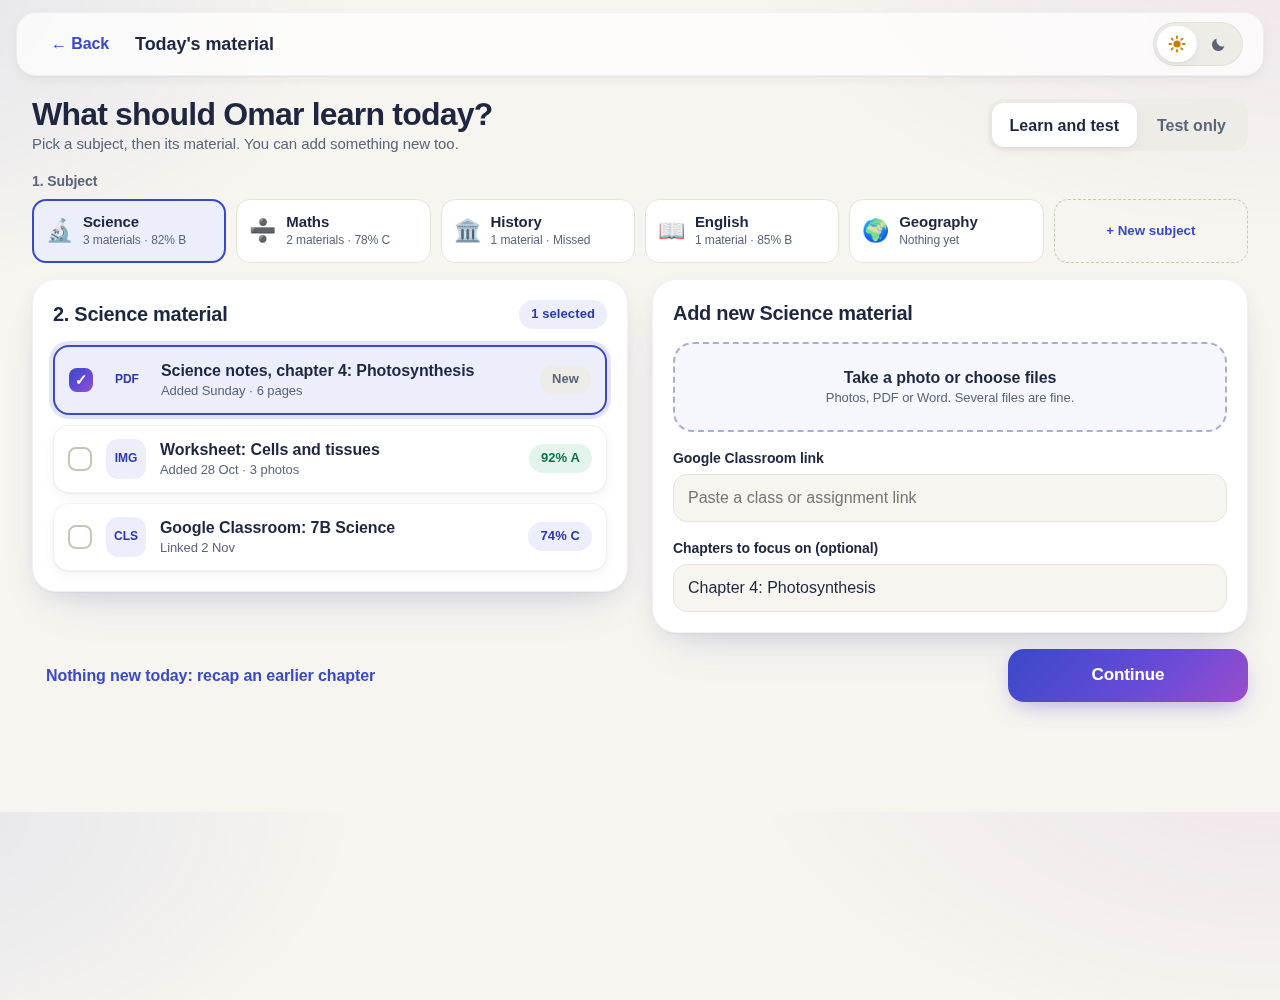 ← Back
Today's material
What should Omar learn today?
Pick a subject, then its material. You can add something new too.
Learn and test
Test only
1. Subject
Science
3 materials · 82% B
Maths
2 materials · 78% C
History
1 material · Missed
English
1 material · 85% B
Geography
Nothing yet
+ New subject
2. Science material
1 selected
PDF
Science notes, chapter 4: Photosynthesis
Added Sunday · 6 pages
New
IMG
Worksheet: Cells and tissues
Added 28 Oct · 3 photos
92% A
CLS
Google Classroom: 7B Science
Linked 2 Nov
74% C
Add new Science material
Take a photo or choose files
Photos, PDF or Word. Several files are fine.
Google Classroom link
Paste a class or assignment link
Chapters to focus on (optional)
Chapter 4: Photosynthesis
Nothing new today: recap an earlier chapter
Continue